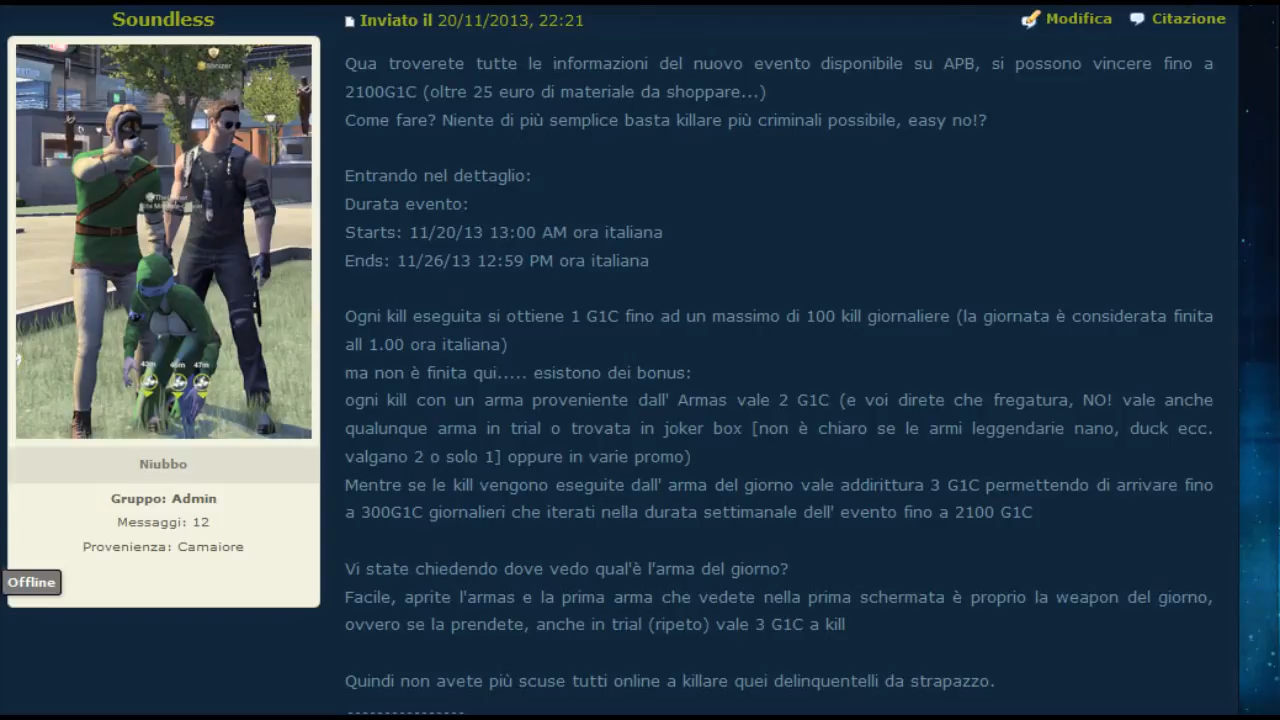 Soundless
Inviato il 20/11/2013, 22:21
Modifica
Citazione
Qua troverete tutte le informazioni del nuovo evento disponibile su APB, si possono vincere fino a
2100G1C (oltre 25 euro di materiale da shoppare...)
Come fare? Niente di più semplice basta killare più criminali possibile, easy no!?
Entrando nel dettaglio:
Durata evento:
Starts: 11/20/13 13:00 AM ora italiana
Ends: 11/26/13 12:59 PM ora italiana
Ogni kill eseguita si ottiene 1 G1C fino ad un massimo di 100 kill giornaliere (la giornata è considerata finita
all 1.00 ora italiana)
ma non è finita qui..... esistono dei bonus:
ogni kill con un arma proveniente dall' Armas vale 2 G1C (e voi direte che fregatura, NO! vale anche
qualunque arma in trial o trovata in joker box [non è chiaro se le armi leggendarie nano, duck ecc.
valgano 2 o solo 1] oppure in varie promo)
Mentre se le kill vengono eseguite dall' arma del giorno vale addirittura 3 G1C permettendo di arrivare fino
a 300G1C giornalieri che iterati nella durata settimanale dell' evento fino a 2100 G1C
Vi state chiedendo dove vedo qual'è l'arma del giorno?
Facile, aprite l'armas e la prima arma che vedete nella prima schermata è proprio la weapon del giorno,
ovvero se la prendete, anche in trial (ripeto) vale 3 G1C a kill
Quindi non avete più scuse tutti online a killare quei delinquentelli da strapazzo.
----------------
43m
46m
47m
Niubbo
Gruppo: Admin
Messaggi: 12
Provenienza: Camaiore
Offline